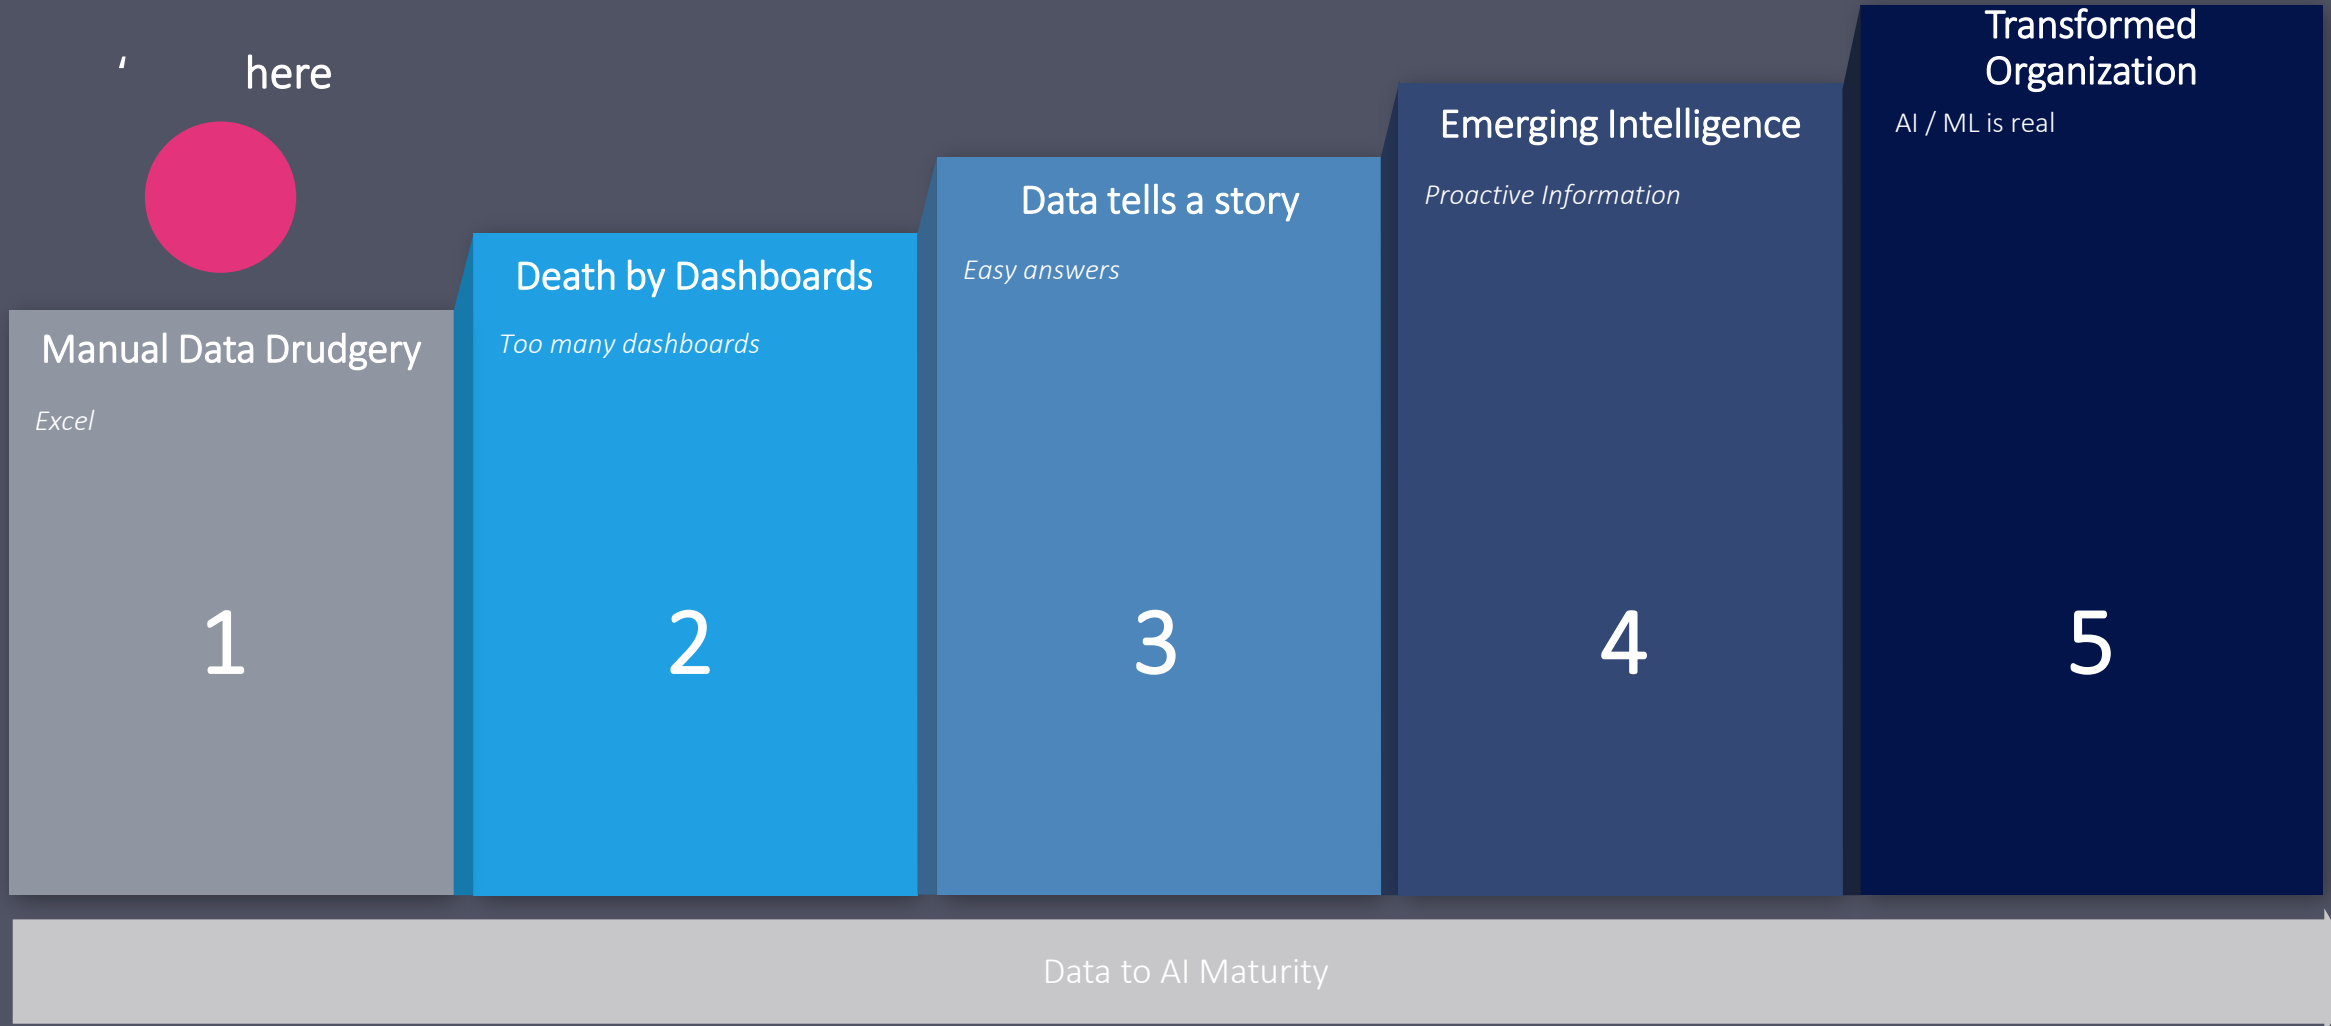 ‘ here
Manual Data Drudgery
Excel
1
Death by Dashboards
Too many dashboards
2
Data tells a story
Easy answers
3
Emerging Intelligence
Proactive Information
4
Transformed
Organization
AI / ML is real
5
Data to AI Maturity